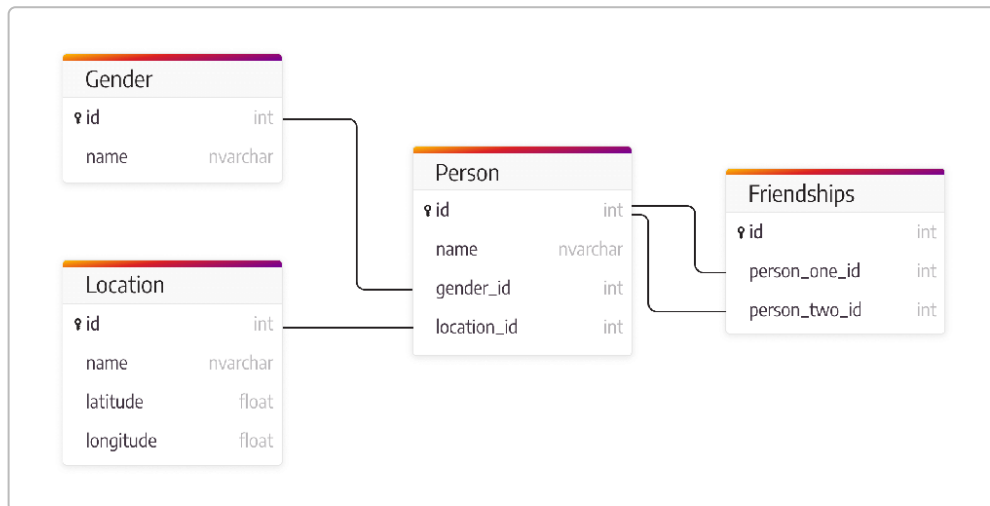 Gender
id int
name nvarchar
Location
id int
name nvarchar
latitude float
longitude float
Person
id int
name nvarchar
gender_id int
location_id int
Friendships
id int
person_one_id int
person_two_id int